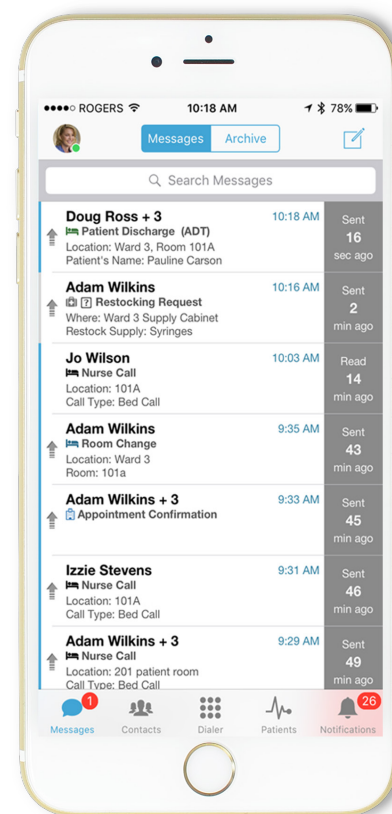 ROGERS 10:18 AM 78%
Messages Archive
Search Messages
Doug Ross + 3 10:18 AM
Patient Discharge (ADT)
Location: Ward 3, Room 101A
Patient's Name: Pauline Carson
Sent
16
sec ago
Adam Wilkins 10:16 AM
? Restocking Request
Where: Ward 3 Supply Cabinet
Restock Supply: Syringes
Sent
2
min ago
Jo Wilson 10:03 AM
Nurse Call
Location: 101A
Call Type: Bed Call
Read
14
min ago
Adam Wilkins 9:35 AM
Room Change
Location: Ward 3
Room: 101a
Sent
43
min ago
Adam Wilkins + 3 9:33 AM
Appointment Confirmation
Sent
45
min ago
Izzie Stevens 9:31 AM
Nurse Call
Location: 101A
Call Type: Bed Call
Sent
46
min ago
Adam Wilkins + 3 9:29 AM
Nurse Call
Location: 201 patient room
Call Type: Bed Call
Sent
49
min ago
1 26
Messages Contacts Dialer Patients Notifications